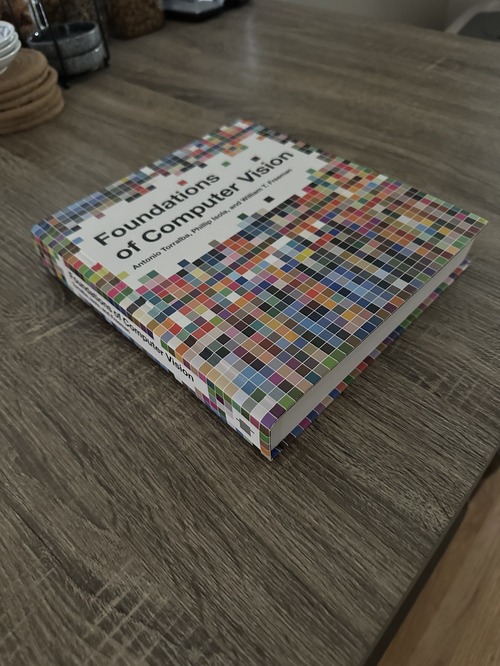 Foundations
of Computer Vision
Antonio Torralba, Phillip Isola, and William T. Freeman
Foundations of Computer Vision